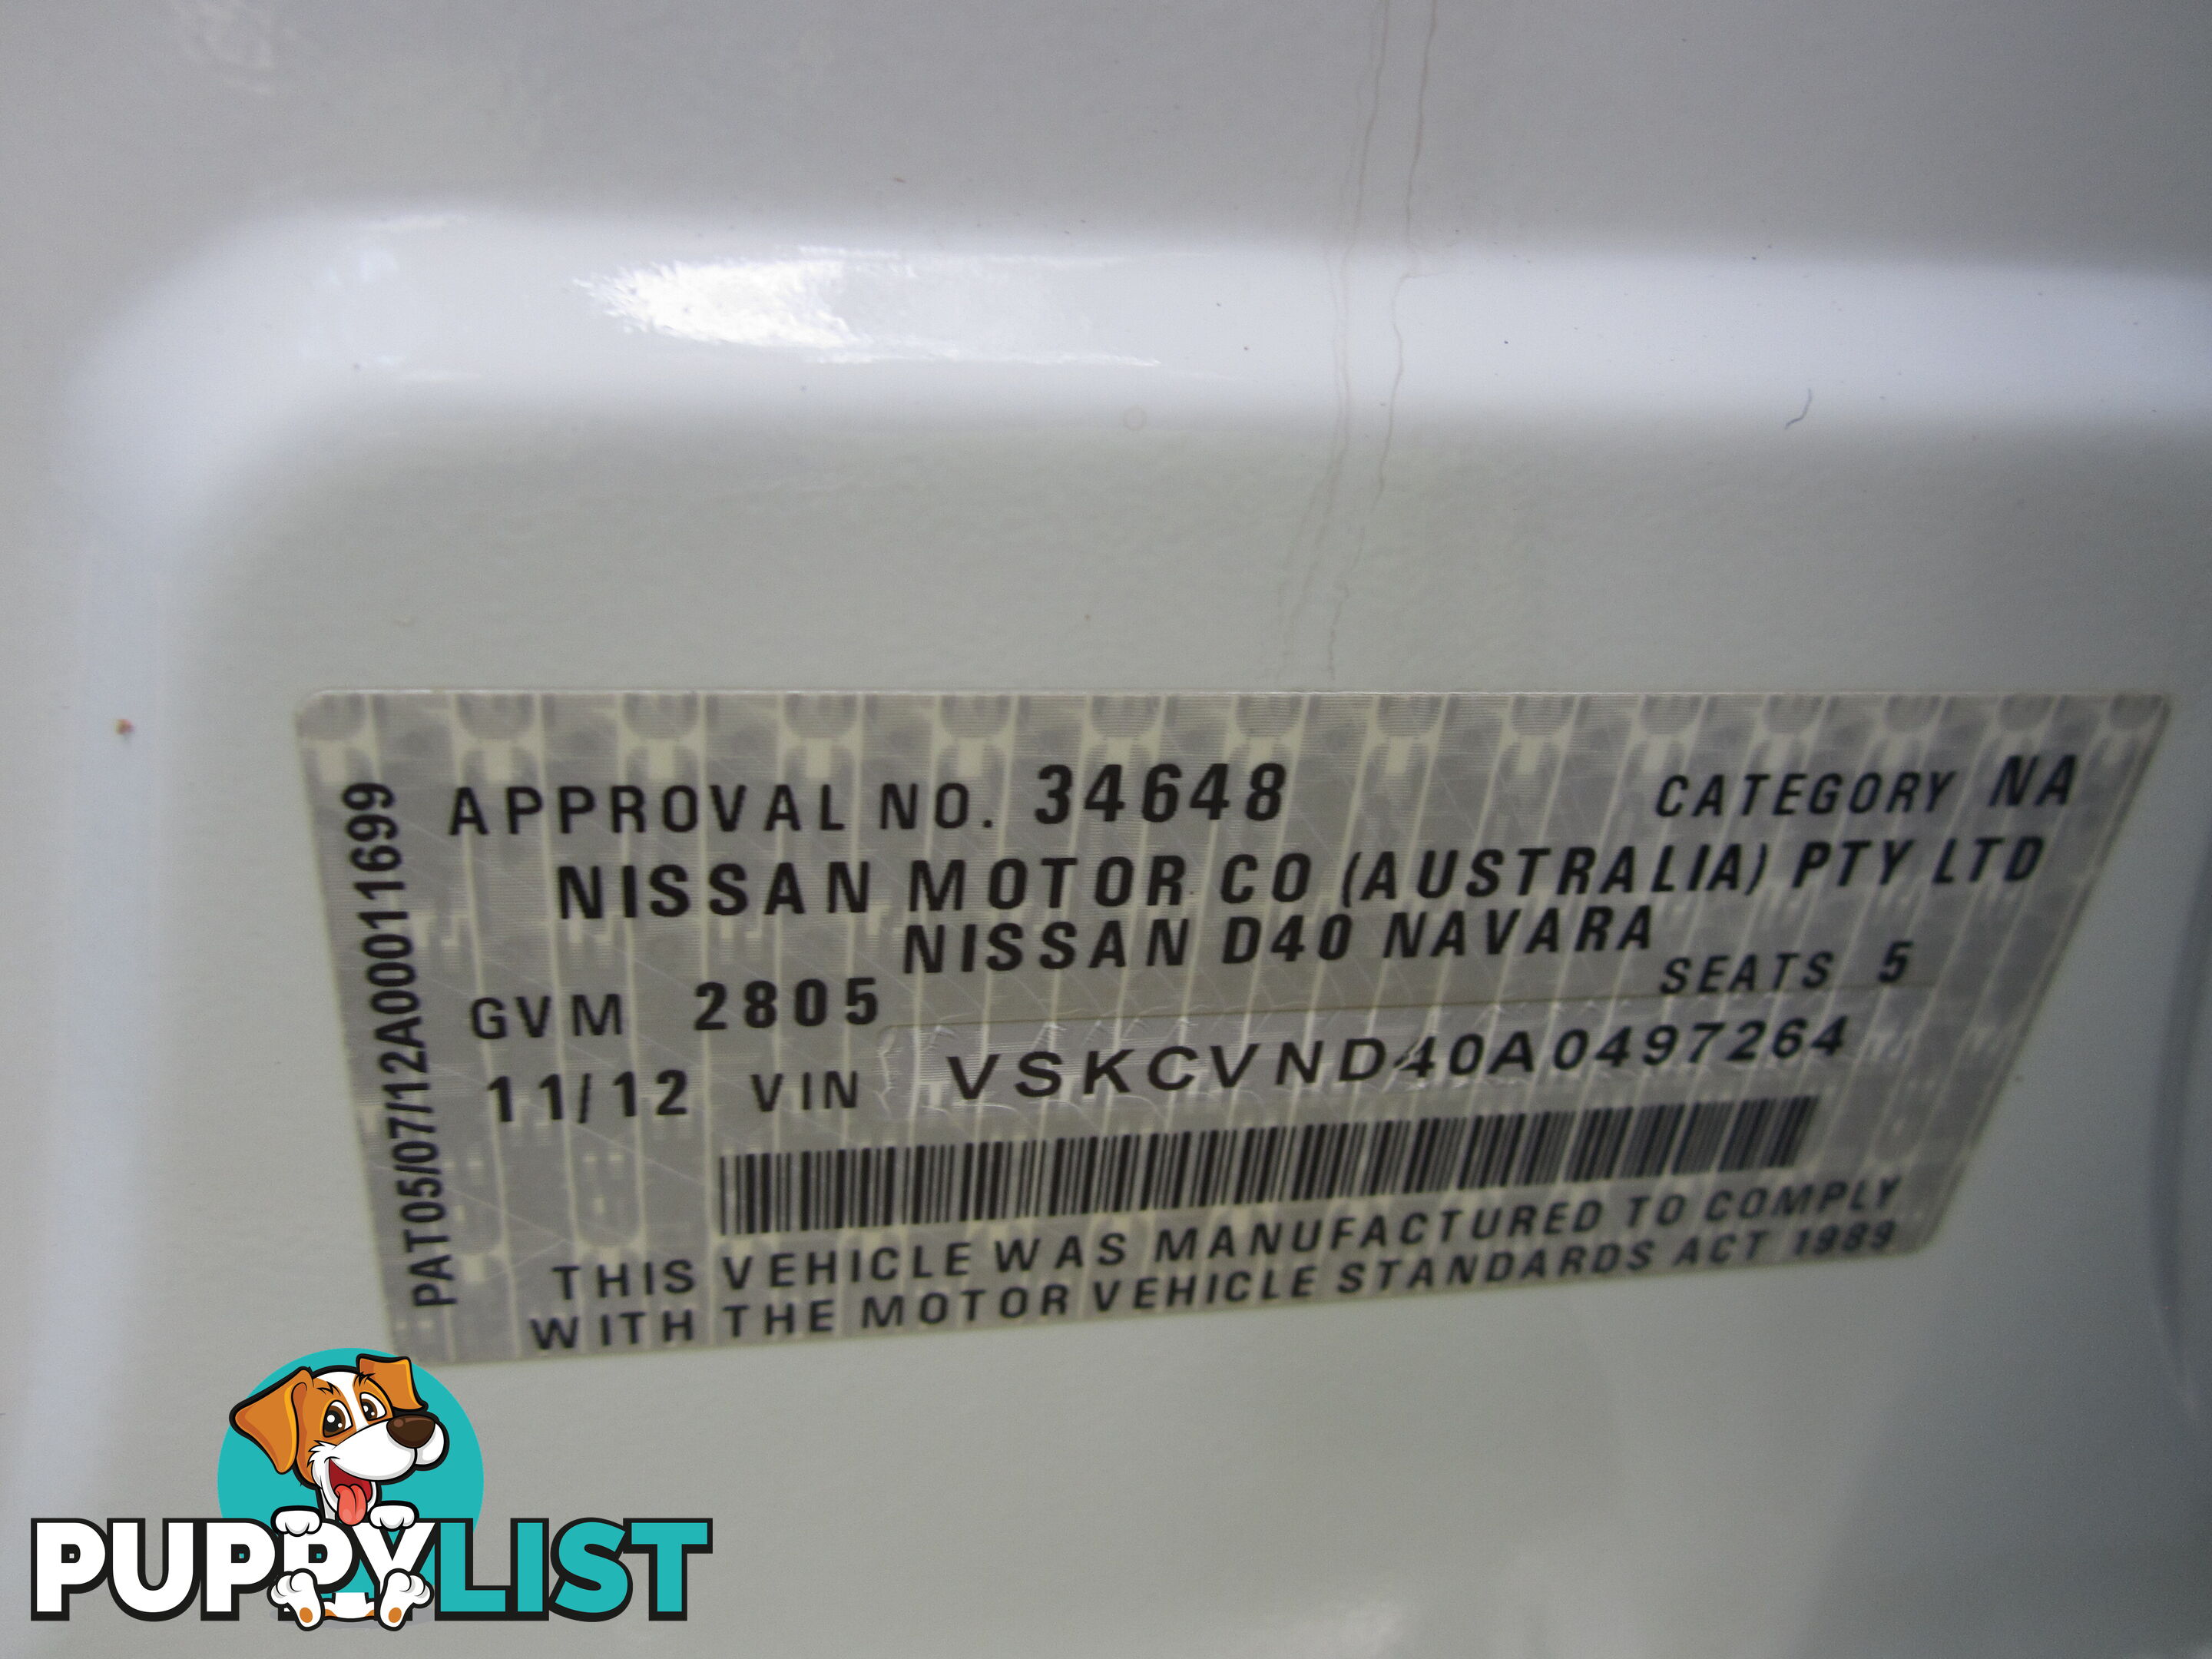 APPROVAL NO. 34648 CATEGORY NA
NISSAN MOTOR CO (AUSTRALIA) PTY LTD
NISSAN D40 NAVARA
GVM 2805 SEATS 5
11/12 VIN VSKCVND40A0497264
THIS VEHICLE WAS MANUFACTURED TO COMPLY
WITH THE MOTOR VEHICLE STANDARDS ACT 1989
PAT05/07/12A00011699
PUPPYLIST